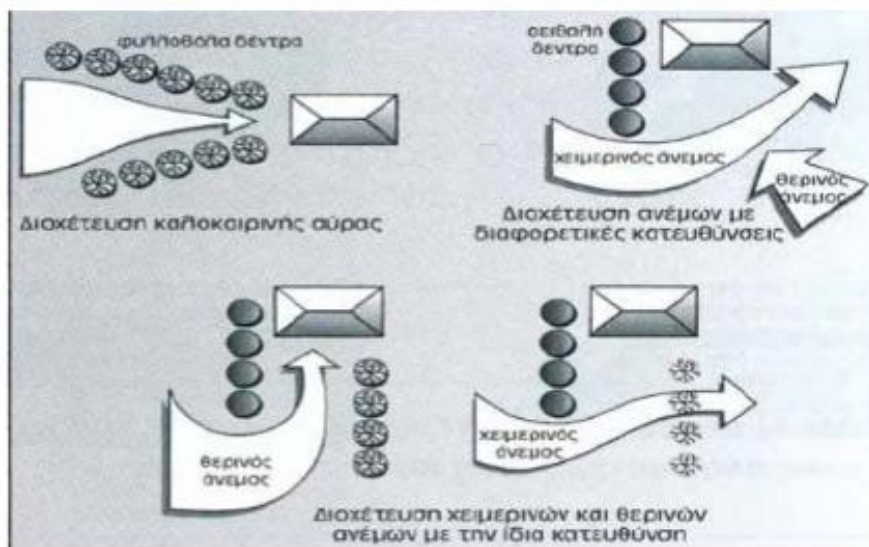 φυλλοβόλα δέντρα
αειθαλή
δέντρα
χειμερινός άνεμος
θερινός
άνεμος
Διοχέτευση καλοκαιρινής αύρας
Διοχέτευση ανέμων με
διαφορετικές κατευθύνσεις
θερινός
άνεμος
χειμερινός
άνεμος
Διοχέτευση χειμερινών και θερινών
ανέμων με την ίδια κατευθύνση